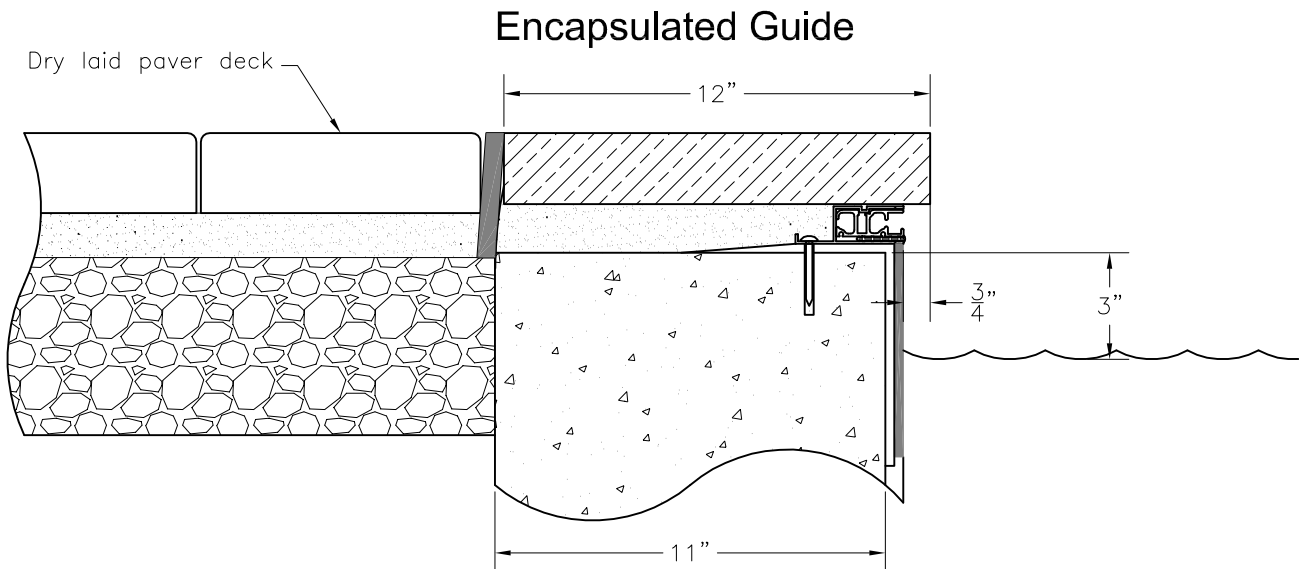 Encapsulated Guide
Dry laid paver deck
12”
3/4”
3”
11”